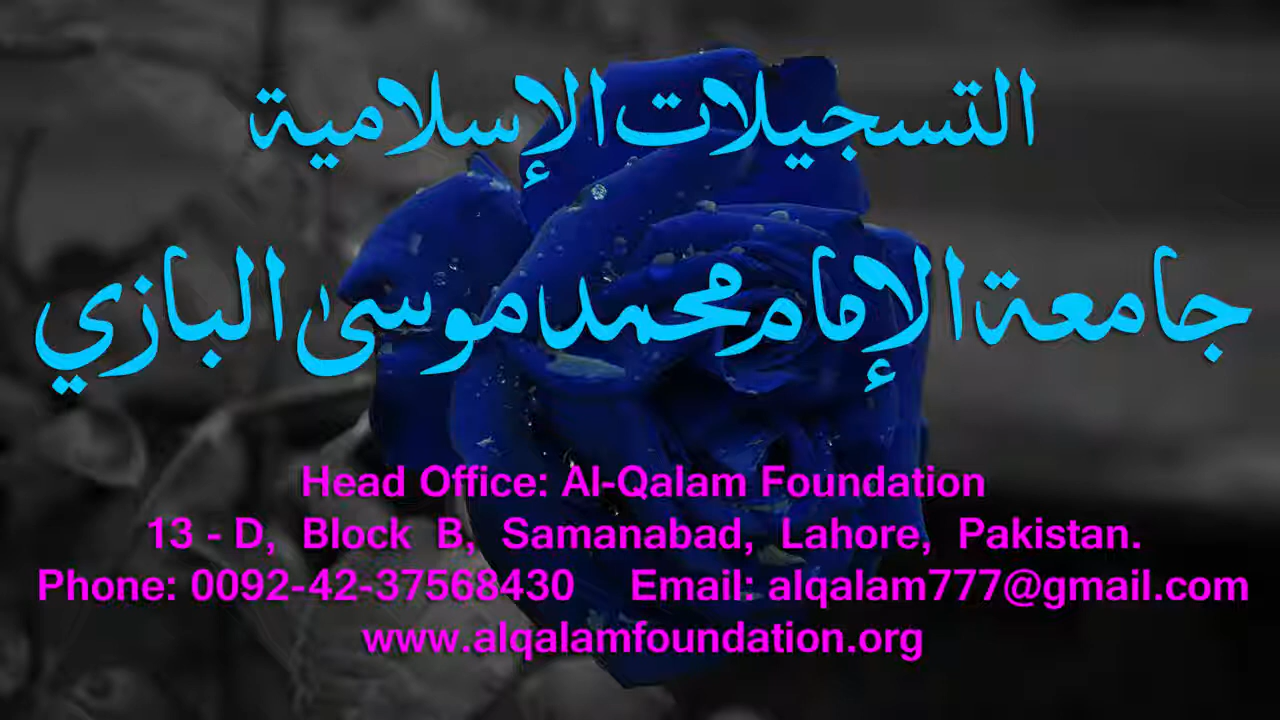 التسجيلات الإسلامية
جامعة الإمام محمد موسىٰ البازي
Head Office: Al-Qalam Foundation
13 - D, Block B, Samanabad, Lahore, Pakistan.
Phone: 0092-42-37568430 Email: alqalam777@gmail.com
www.alqalamfoundation.org